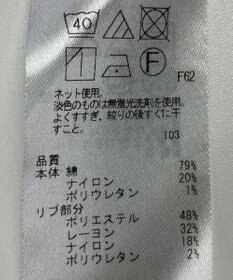 40
F
F62
ネット使用。
淡色のものは無蛍光洗剤を使用。
よくすすぎ、絞りの後すぐに干
すこと。
103
品質
本体 綿 79%
ナイロン 20%
ポリウレタン 1%
リブ部分
ポリエステル 48%
レーヨン 32%
ナイロン 18%
ポリウレタン 2%